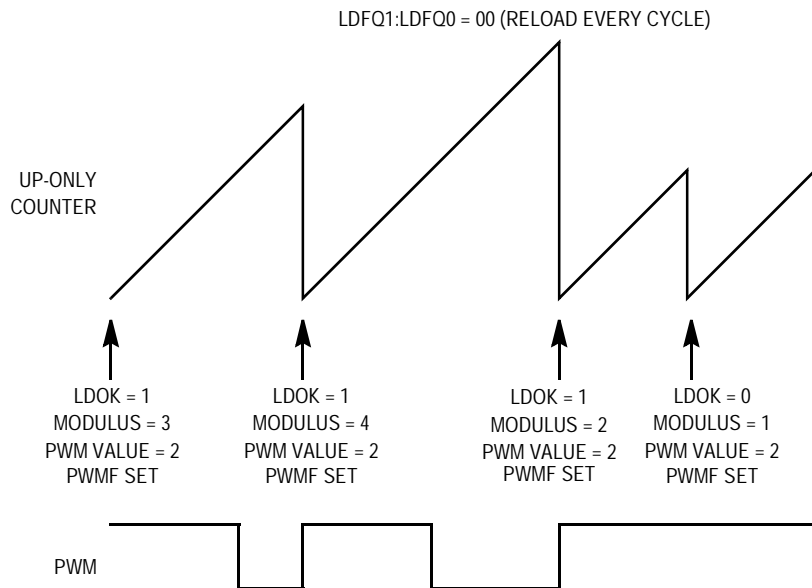 LDFQ1:LDFQ0 = 00 (RELOAD EVERY CYCLE)
UP-ONLY
COUNTER
LDOK = 1
MODULUS = 3
PWM VALUE = 2
PWMF SET
LDOK = 1
MODULUS = 4
PWM VALUE = 2
PWMF SET
LDOK = 1
MODULUS = 2
PWM VALUE = 2
PWMF SET
LDOK = 0
MODULUS = 1
PWM VALUE = 2
PWMF SET
PWM